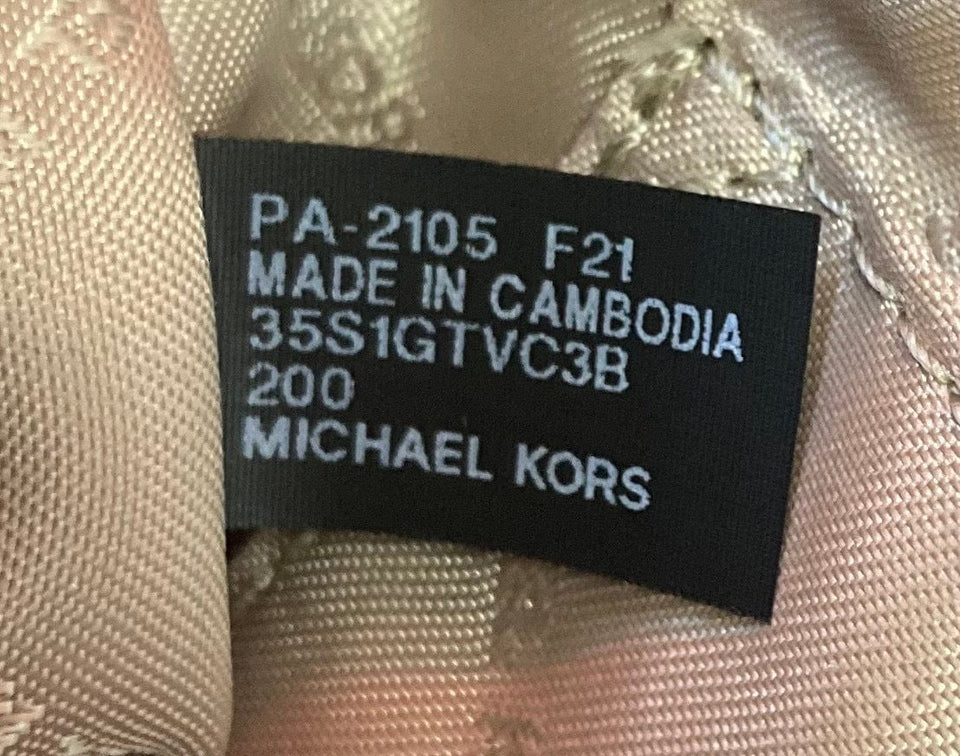 PA-2105 F21
MADE IN CAMBODIA
35S1GTVC3B
200
MICHAEL KORS